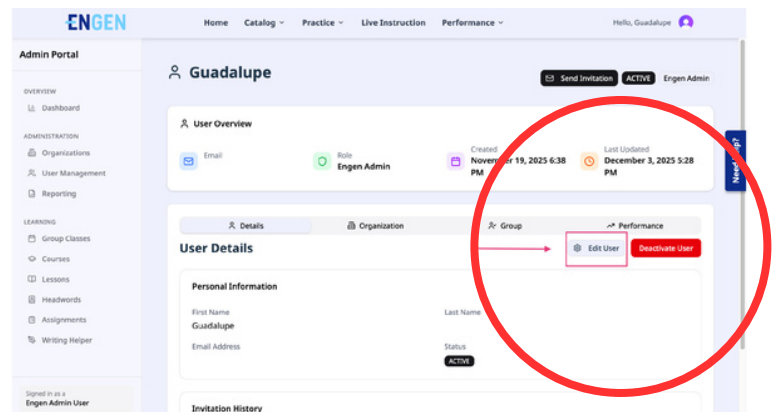 ENGEN
Home Catalog Practice Live Instruction Performance
Hello, Guadalupe
Admin Portal
OVERVIEW
Dashboard
ADMINISTRATION
Organizations
User Management
Reporting
LEARNING
Group Classes
Courses
Lessons
Headwords
Assignments
Writing Helper
Signed in as a
Engen Admin User
Guadalupe
Send Invitation ACTIVE Engen Admin
User Overview
Email
Role
Engen Admin
Created
November 19, 2025 6:38
PM
Last Updated
December 3, 2025 5:28
PM
Need Help?
Details Organization Group Performance
User Details
Edit User Deactivate User
Personal Information
First Name Last Name
Guadalupe
Email Address Status
ACTIVE
Invitation History